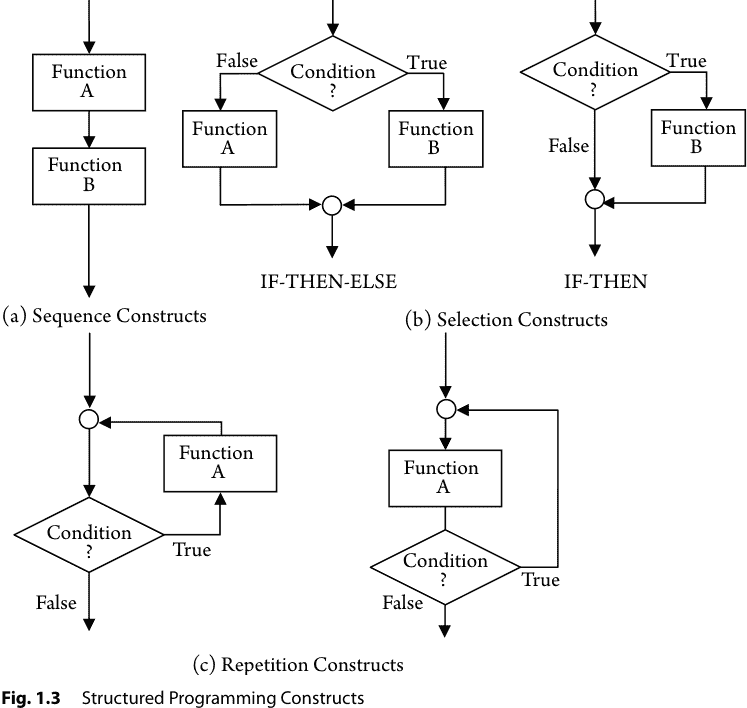 Function
A
Function
B
(a) Sequence Constructs
False
Condition
?
True
Function
A
Function
B
IF-THEN-ELSE
Condition
?
True
False
Function
B
IF-THEN
(b) Selection Constructs
Function
A
Condition
?
True
False
Function
A
Condition
?
True
False
(c) Repetition Constructs
Fig. 1.3 Structured Programming Constructs